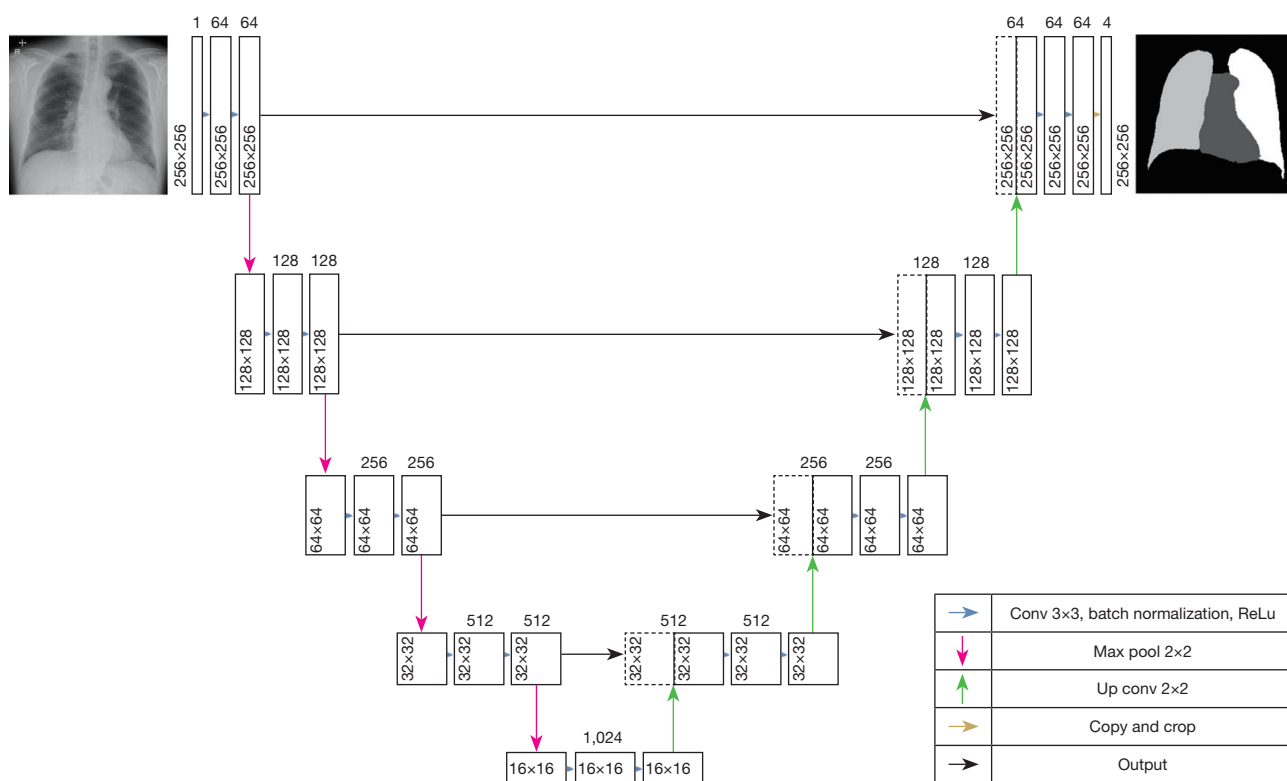 1 64 64
256×256 256×256 256×256
64 64 64 4
256×256 256×256 256×256 256×256 256×256
128 128
128×128 128×128 128×128
128 128
128×128 128×128 128×128 128×128
256 256
64×64 64×64 64×64
256 256
64×64 64×64 64×64 64×64
512 512
32×32 32×32 32×32
512 512
32×32 32×32 32×32 32×32
1,024
16×16 16×16 16×16
Conv 3×3, batch normalization, ReLu
Max pool 2×2
Up conv 2×2
Copy and crop
Output